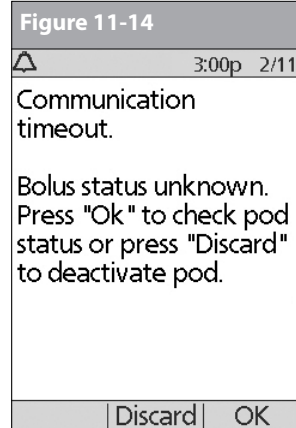 Figure 11-14
3:00p 2/11
Communication
timeout.
Bolus status unknown.
Press "Ok" to check pod
status or press "Discard"
to deactivate pod.
Discard OK